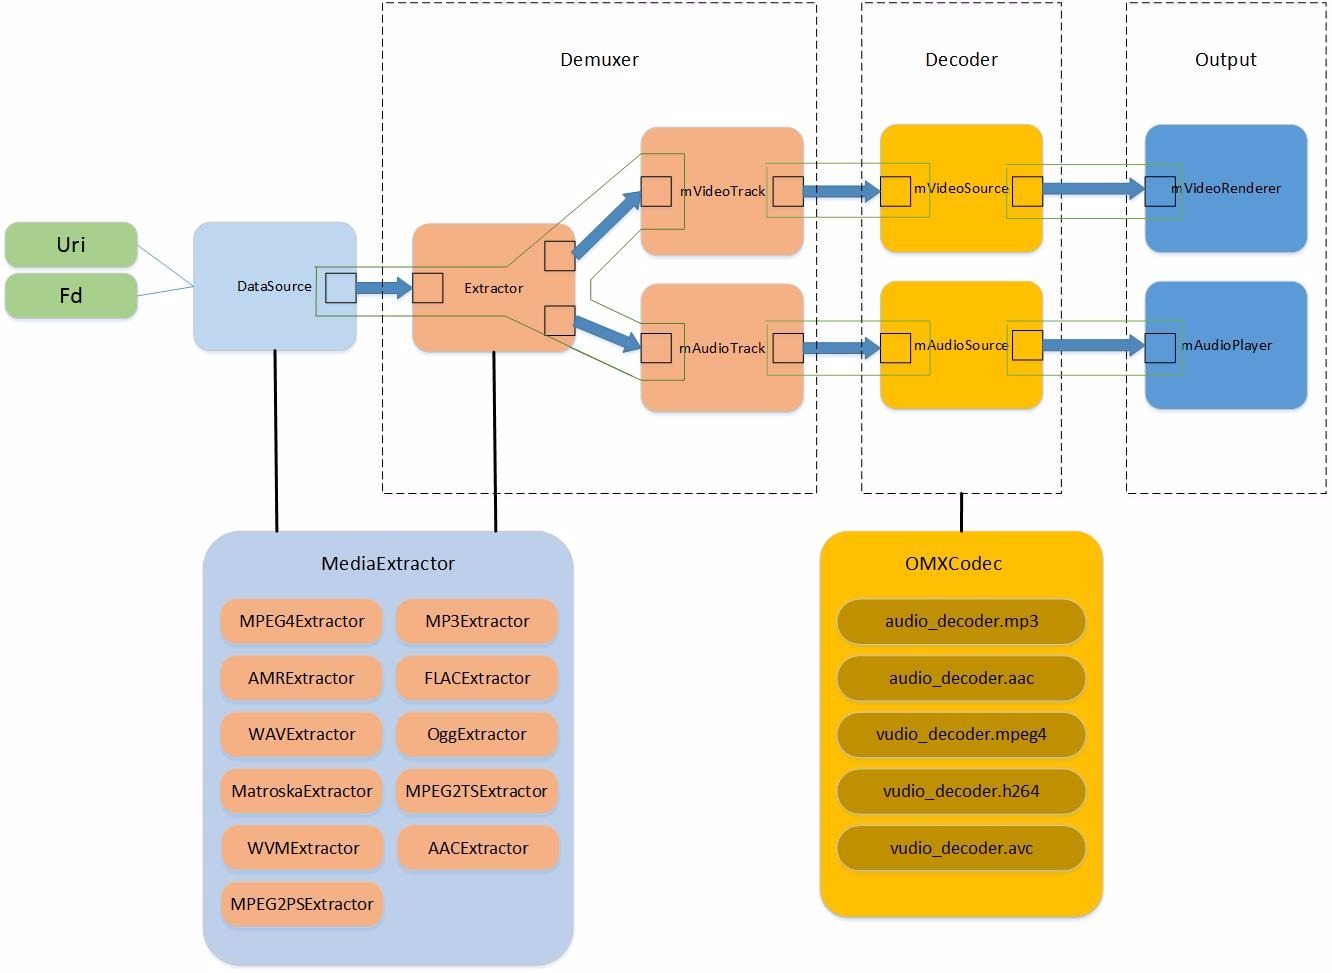 Demuxer
Decoder
Output
mVideoTrack
mVideoSource
mVideoRenderer
Uri
Fd
DataSource
Extractor
mAudioTrack
mAudioSource
mAudioPlayer
MediaExtractor
MPEG4Extractor
MP3Extractor
AMRExtractor
FLACExtractor
WAVExtractor
OggExtractor
MatroskaExtractor
MPEG2TSExtractor
WVMExtractor
AACExtractor
MPEG2PSExtractor
OMXCodec
audio_decoder.mp3
audio_decoder.aac
vudio_decoder.mpeg4
vudio_decoder.h264
vudio_decoder.avc